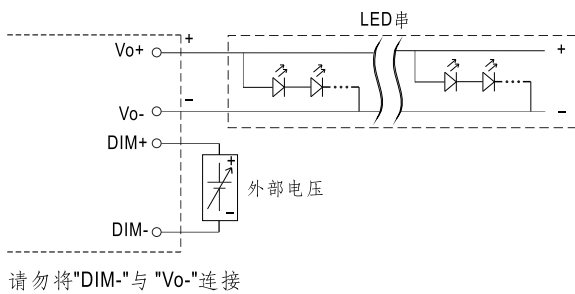 LED串
Vo+
+
+
-
Vo-
-
DIM+
+
外部电压
-
DIM-
请勿将"DIM-"与 "Vo-"连接